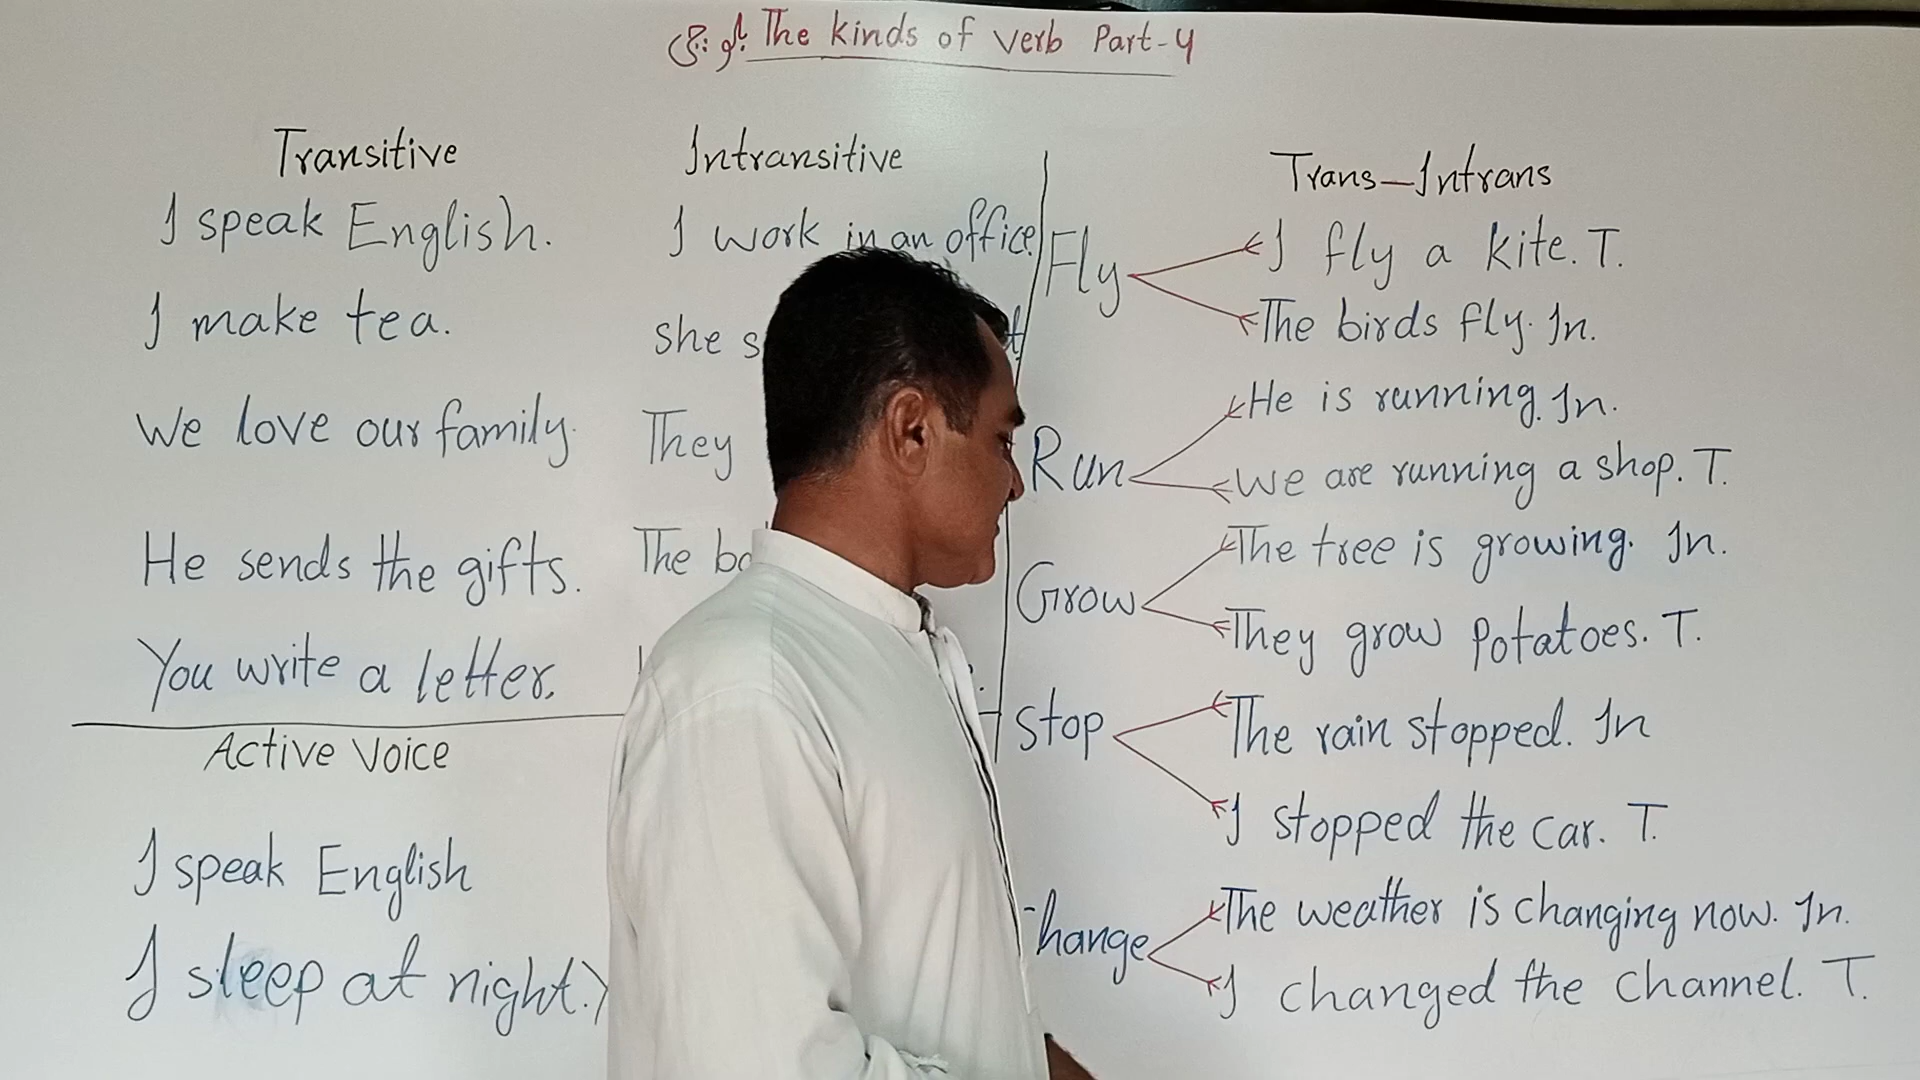 The kinds of verb Part-4
Transitive
I speak English.
I make tea.
We love our family.
He sends the gifts.
You write a letter.
Active Voice
I speak English
I sleep at night.
Intransitive
I work in an office.
she
They
The
Trans-Intrans
Fly
I fly a kite. T.
The birds fly. In.
Run
He is running. In.
We are running a shop. T.
Grow
The tree is growing. In.
They grow Potatoes. T.
Stop
The rain stopped. In
I stopped the car. T.
hange
The weather is changing now. In.
I changed the channel. T.